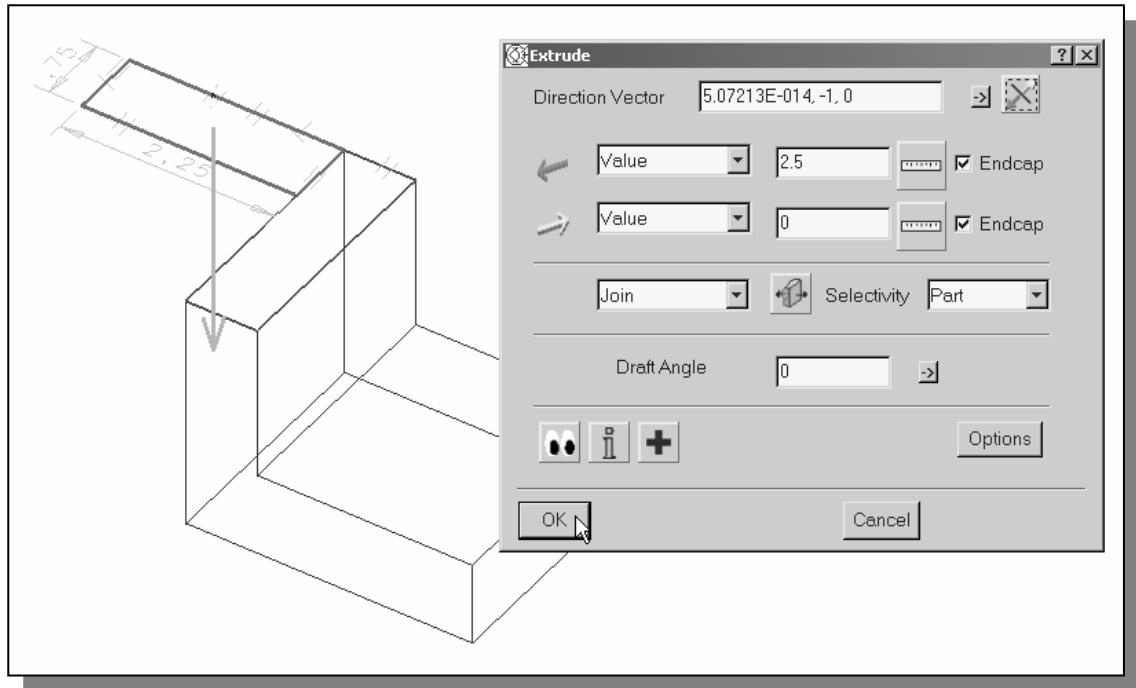 .75
2.25
Extrude
Direction Vector 5.07213E-014, -1, 0 ->
Value 2.5 Endcap
Value 0 Endcap
Join Selectivity Part
Draft Angle 0 ->
Options
OK Cancel